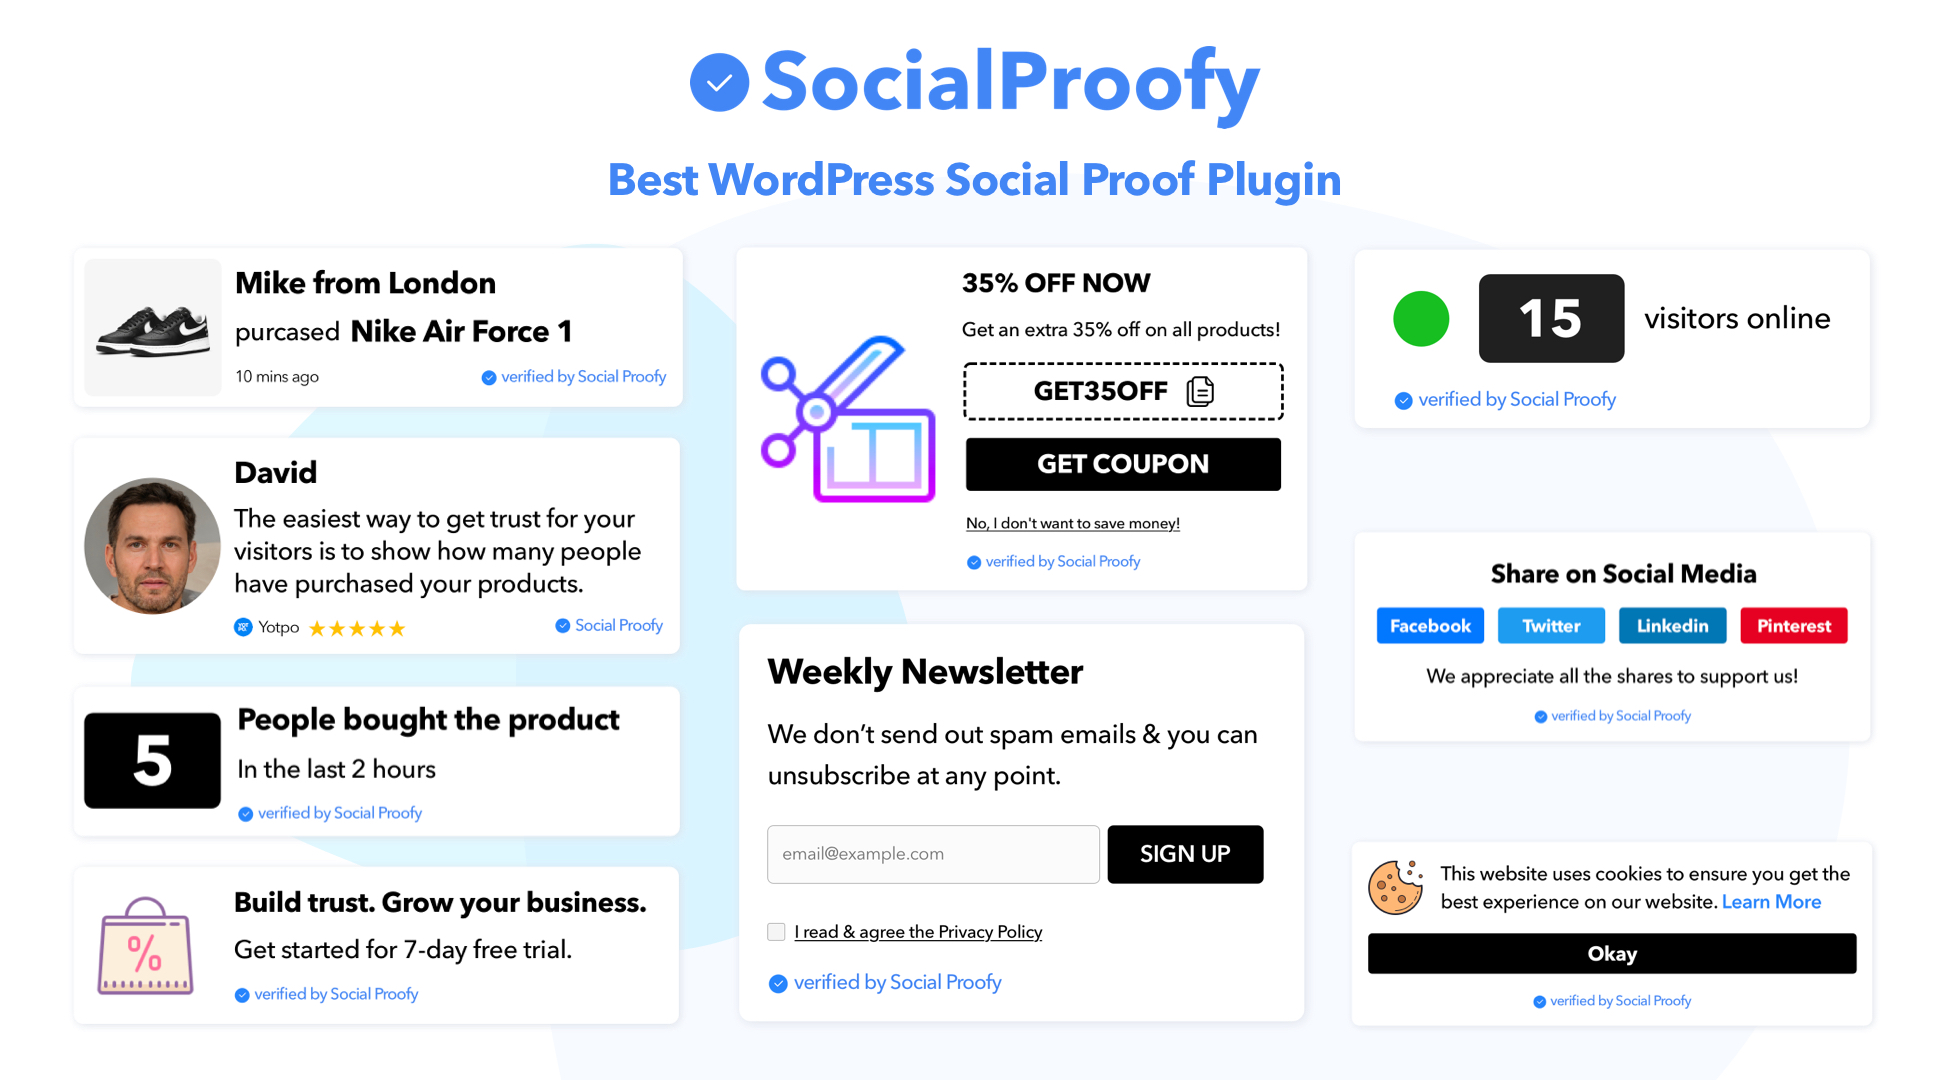 SocialProofy
Best WordPress Social Proof Plugin
Mike from London
purcased Nike Air Force 1
10 mins ago
verified by Social Proofy
David
The easiest way to get trust for your
visitors is to show how many people
have purchased your products.
Yotpo
Social Proofy
5
People bought the product
In the last 2 hours
verified by Social Proofy
%
Build trust. Grow your business.
Get started for 7-day free trial.
verified by Social Proofy
35% OFF NOW
Get an extra 35% off on all products!
GET35OFF
GET COUPON
No, I don't want to save money!
verified by Social Proofy
Weekly Newsletter
We don’t send out spam emails & you can
unsubscribe at any point.
email@example.com
SIGN UP
I read & agree the Privacy Policy
verified by Social Proofy
15
visitors online
verified by Social Proofy
Share on Social Media
Facebook
Twitter
Linkedin
Pinterest
We appreciate all the shares to support us!
verified by Social Proofy
This website uses cookies to ensure you get the
best experience on our website. Learn More
Okay
verified by Social Proofy